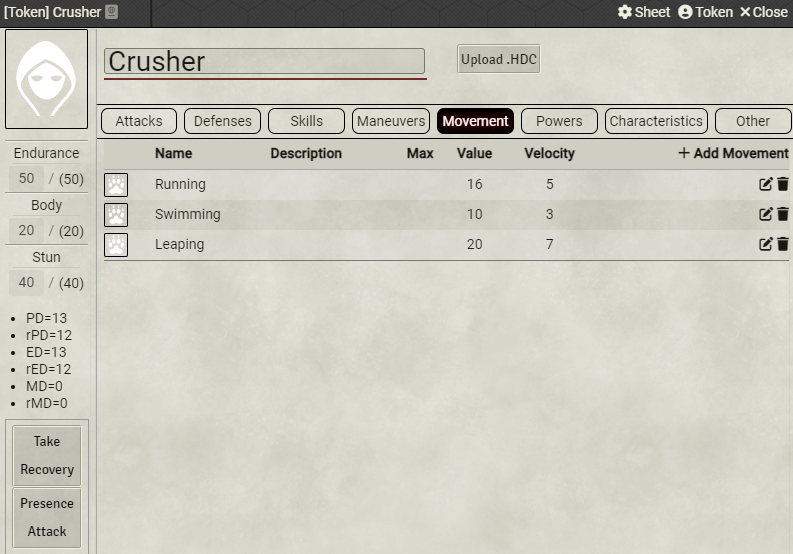 [Token] Crusher
Sheet Token Close
Crusher
Upload .HDC
Attacks Defenses Skills Maneuvers Movement Powers Characteristics Other
Name Description Max Value Velocity + Add Movement
Running 16 5
Swimming 10 3
Leaping 20 7
Endurance
50 / (50)
Body
20 / (20)
Stun
40 / (40)
• PD=13
• rPD=12
• ED=13
• rED=12
• MD=0
• rMD=0
Take
Recovery
Presence
Attack